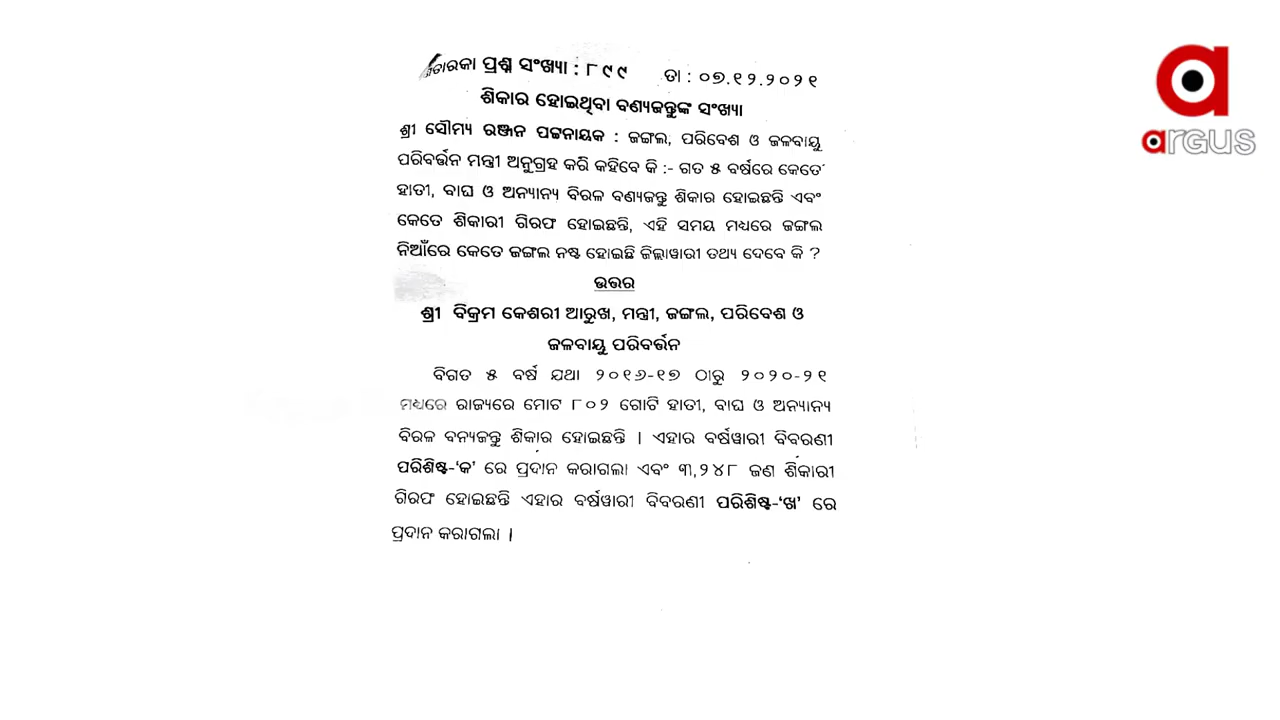 ତାରକା ପ୍ରଶ୍ନ ସଂଖ୍ୟା : ୮୯୯ ତା : ୦୭.୧୨.୨୦୨୧
ଶିକାର ହୋଇଥିବା ବଣ୍ୟଜନ୍ତୁଙ୍କ ସଂଖ୍ୟା
ଶ୍ରୀ ସୌମ୍ୟ ରଞ୍ଜନ ପଟ୍ଟନାୟକ : ଜଙ୍ଗଲ, ପରିବେଶ ଓ ଜଳବାୟୁ
ପରିବର୍ତ୍ତନ ମନ୍ତ୍ରୀ ଅନୁଗ୍ରହ କରି କହିବେ କି :- ଗତ ୫ ବର୍ଷରେ କେତେ
ହାତୀ, ବାଘ ଓ ଅନ୍ୟାନ୍ୟ ବିରଳ ବଣ୍ୟଜନ୍ତୁ ଶିକାର ହୋଇଛନ୍ତି ଏବଂ
କେତେ ଶିକାରୀ ଗିରଫ ହୋଇଛନ୍ତି, ଏହି ସମୟ ମଧ୍ୟରେ ଜଙ୍ଗଲ
ନିଆଁରେ କେତେ ଜଙ୍ଗଲ ନଷ୍ଟ ହୋଇଛି ଜିଲ୍ଲାୱାରୀ ତଥ୍ୟ ଦେବେ କି ?
ଉତ୍ତର
ଶ୍ରୀ ବିକ୍ରମ କେଶରୀ ଆରୁଖ, ମନ୍ତ୍ରୀ, ଜଙ୍ଗଲ, ପରିବେଶ ଓ
ଜଳବାୟୁ ପରିବର୍ତ୍ତନ
ବିଗତ ୫ ବର୍ଷ ଯଥା ୨୦୧୬-୧୭ ଠାରୁ ୨୦୨୦-୨୧
ମଧ୍ୟରେ ରାଜ୍ୟରେ ମୋଟ ୮୦୨ ଗୋଟି ହାତୀ, ବାଘ ଓ ଅନ୍ୟାନ୍ୟ
ବିରଳ ବନ୍ୟଜନ୍ତୁ ଶିକାର ହୋଇଛନ୍ତି । ଏହାର ବର୍ଷୱାରୀ ବିବରଣୀ
ପରିଶିଷ୍ଟ-‘କ’ ରେ ପ୍ରଦାନ କରାଗଲା ଏବଂ ୩,୨୪୮ ଜଣ ଶିକାରୀ
ଗିରଫ ହୋଇଛନ୍ତି ଏହାର ବର୍ଷୱାରୀ ବିବରଣୀ ପରିଶିଷ୍ଟ-‘ଖ’ ରେ
ପ୍ରଦାନ କରାଗଲା ।
argus